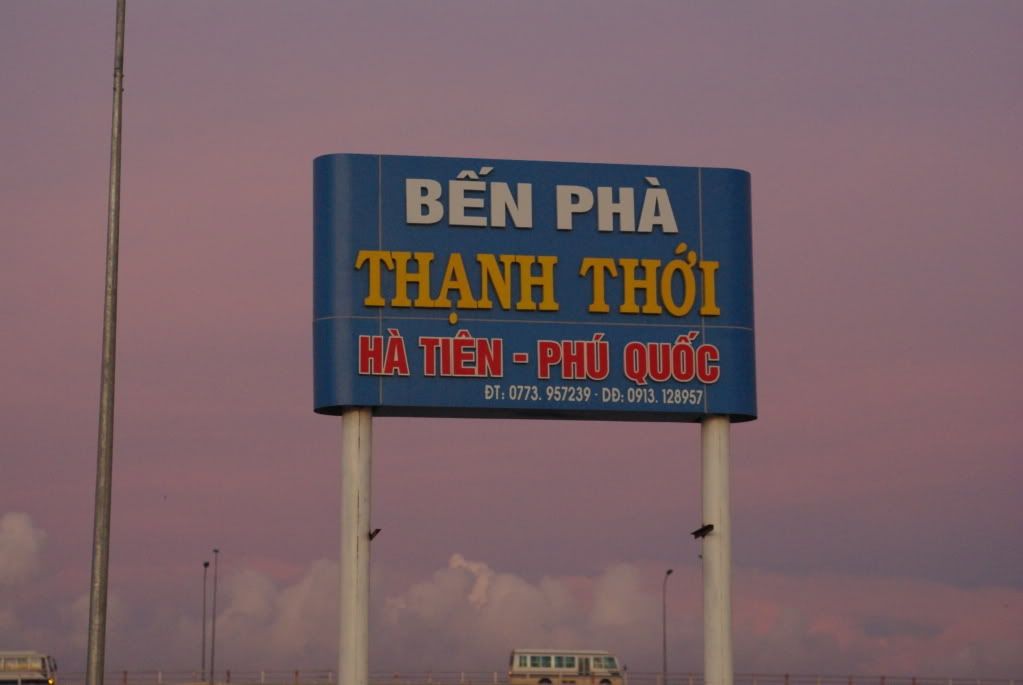 BẾN PHÀ
THẠNH THỚI
HÀ TIÊN - PHÚ QUỐC
ĐT: 0773. 957239 - DĐ: 0913. 128957